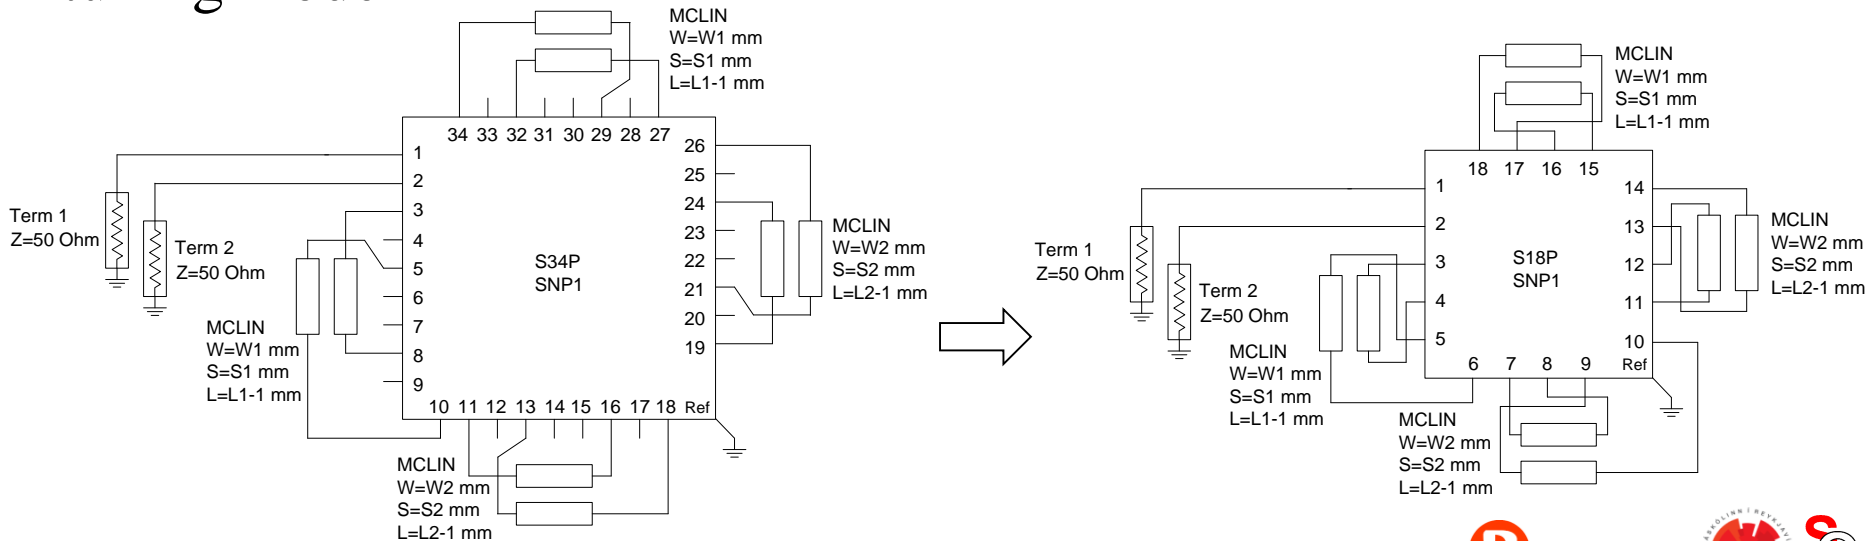 MCLIN
W=W1 mm
S=S1 mm
L=L1-1 mm
34 33 32 31 30 29 28 27
1
2
3
4
5
6
7
8
9
26
25
24
23
22
21
20
19
10 11 12 13 14 15 16 17 18 Ref
S34P
SNP1
Term 1
Z=50 Ohm
Term 2
Z=50 Ohm
MCLIN
W=W1 mm
S=S1 mm
L=L1-1 mm
MCLIN
W=W2 mm
S=S2 mm
L=L2-1 mm
MCLIN
W=W2 mm
S=S2 mm
L=L2-1 mm
MCLIN
W=W1 mm
S=S1 mm
L=L1-1 mm
18 17 16 15
1
2
3
4
5
14
13
12
11
10
Ref
6 7 8 9
S18P
SNP1
Term 1
Z=50 Ohm
Term 2
Z=50 Ohm
MCLIN
W=W1 mm
S=S1 mm
L=L1-1 mm
MCLIN
W=W2 mm
S=S2 mm
L=L2-1 mm
MCLIN
W=W2 mm
S=S2 mm
L=L2-1 mm